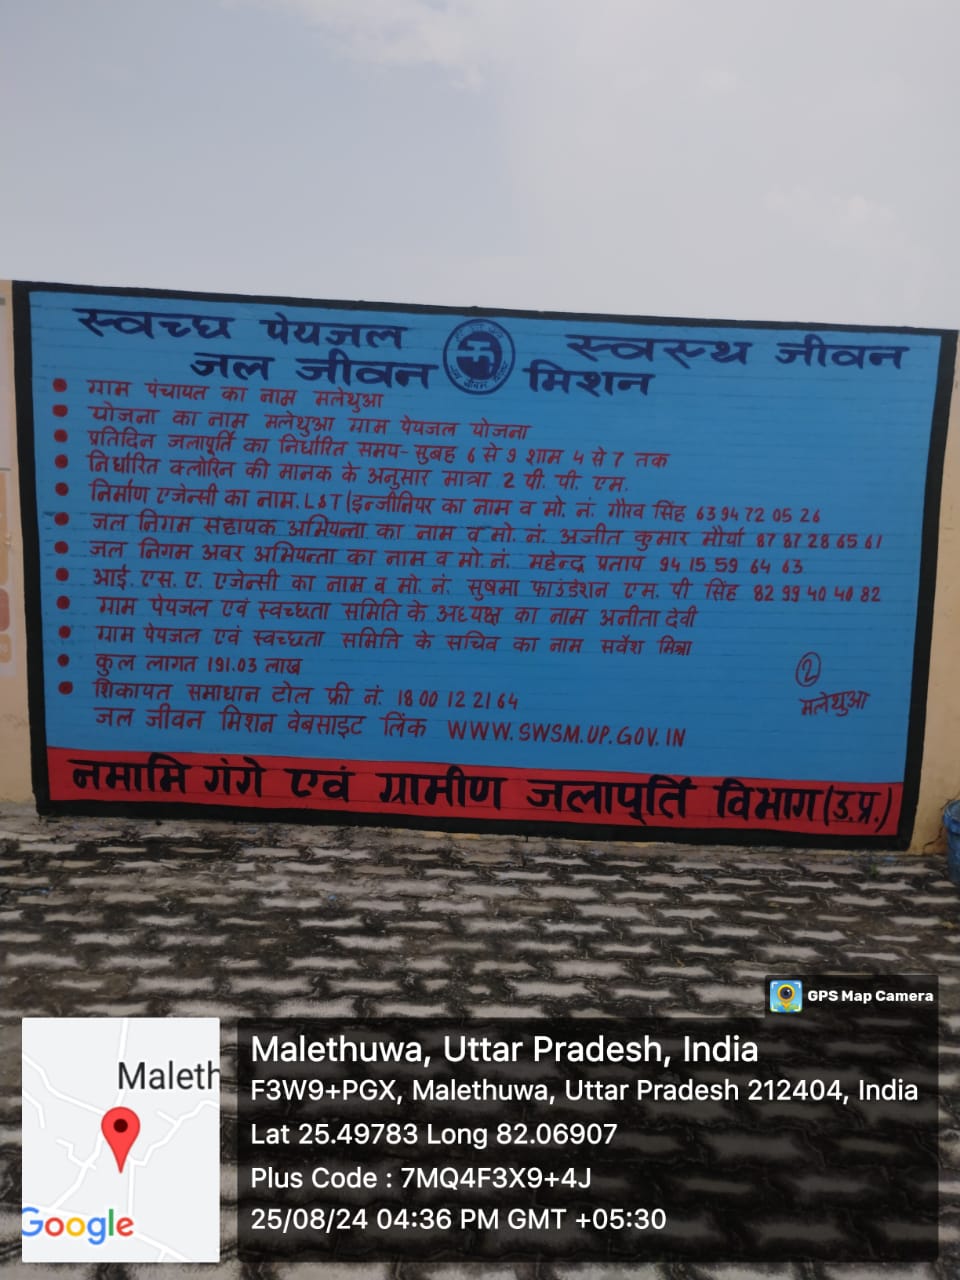 स्वच्छ पेयजल स्वस्थ जीवन
जल जीवन मिशन
ग्राम पंचायत का नाम मलेथुआ
योजना का नाम मलेथुआ ग्राम पेयजल योजना
प्रतिदिन जलापूर्ति का निर्धारित समय- सुबह 6 से 9 शाम 4 से 7 तक
निर्धारित क्लोरिन की मानक के अनुसार मात्रा 2 पी. पी. एम.
निर्माण एजेन्सी का नाम. L&T (इन्जीनियर का नाम व मो. नं. गौरव सिंह 63 94 72 05 26
जल निगम सहायक अभियन्ता का नाम व मो. नं. अजीत कुमार मौर्या 87 87 28 65 61
जल निगम अवर अभियन्ता का नाम व मो. नं. महेन्द्र प्रताप 94 15 59 64 63
आई. एस. ए. एजेन्सी का नाम व मो. नं. सुषमा फाउंडेशन एम. पी सिंह 82 99 40 40 82
ग्राम पेयजल एवं स्वच्छता समिति के अध्यक्ष का नाम अनीता देवी
ग्राम पेयजल एवं स्वच्छता समिति के सचिव का नाम सर्वेश मिश्रा
कुल लागत 191.03 लाख
शिकायत समाधान टोल फ्री नं. 18 00 12 2164
जल जीवन मिशन वेबसाइट लिंक WWW.SWSM.UP.GOV.IN
2
मलेथुआ
नमामि गंगे एवं ग्रामीण जलापूर्ति विभाग (उ.प्र.)
GPS Map Camera
Maleth
Google
Malethuwa, Uttar Pradesh, India
F3W9+PGX, Malethuwa, Uttar Pradesh 212404, India
Lat 25.49783 Long 82.06907
Plus Code : 7MQ4F3X9+4J
25/08/24 04:36 PM GMT +05:30